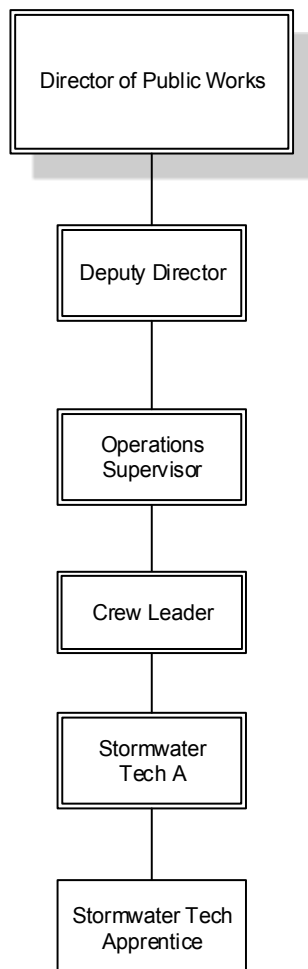 Director of Public Works
Deputy Director
Operations
Supervisor
Crew Leader
Stormwater
Tech A
Stormwater Tech
Apprentice